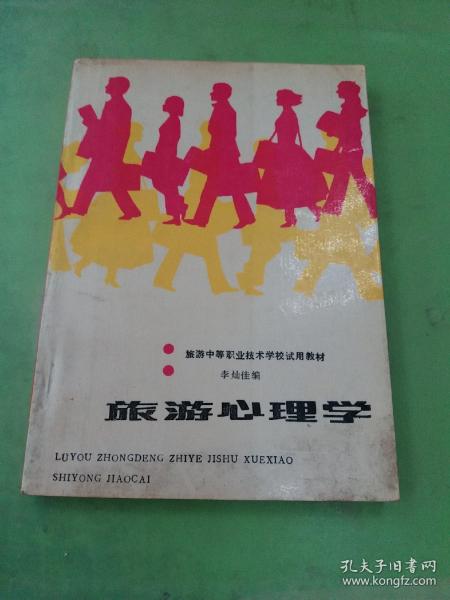 旅游中等职业技术学校试用教材
李灿佳编
旅游心理学
LUYOU ZHONGDENG ZHIYE JISHU XUEXIAO
SHIYONG JIAOCAI
孔夫子旧书网
www.kongfz.com